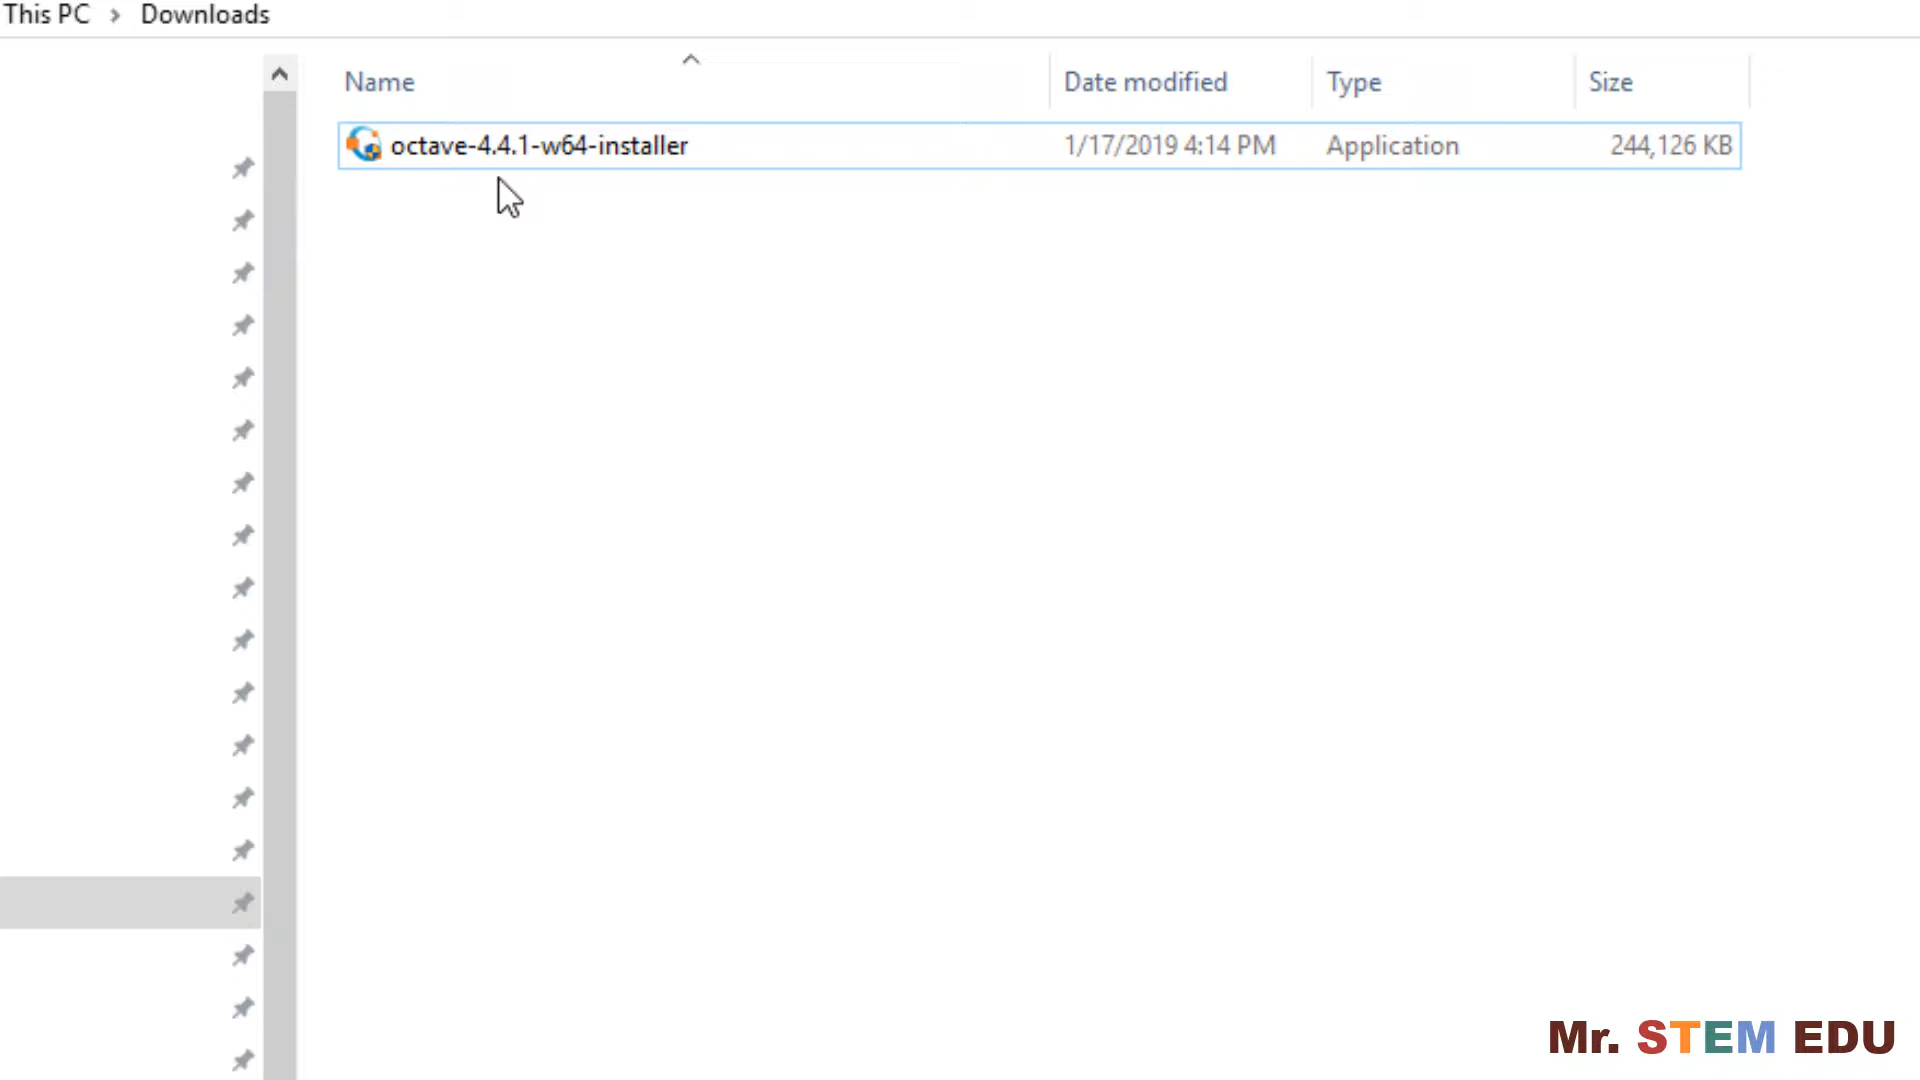 This PC > Downloads
Name Date modified Type Size
octave-4.4.1-w64-installer 1/17/2019 4:14 PM Application 244,126 KB
Mr. STEM EDU